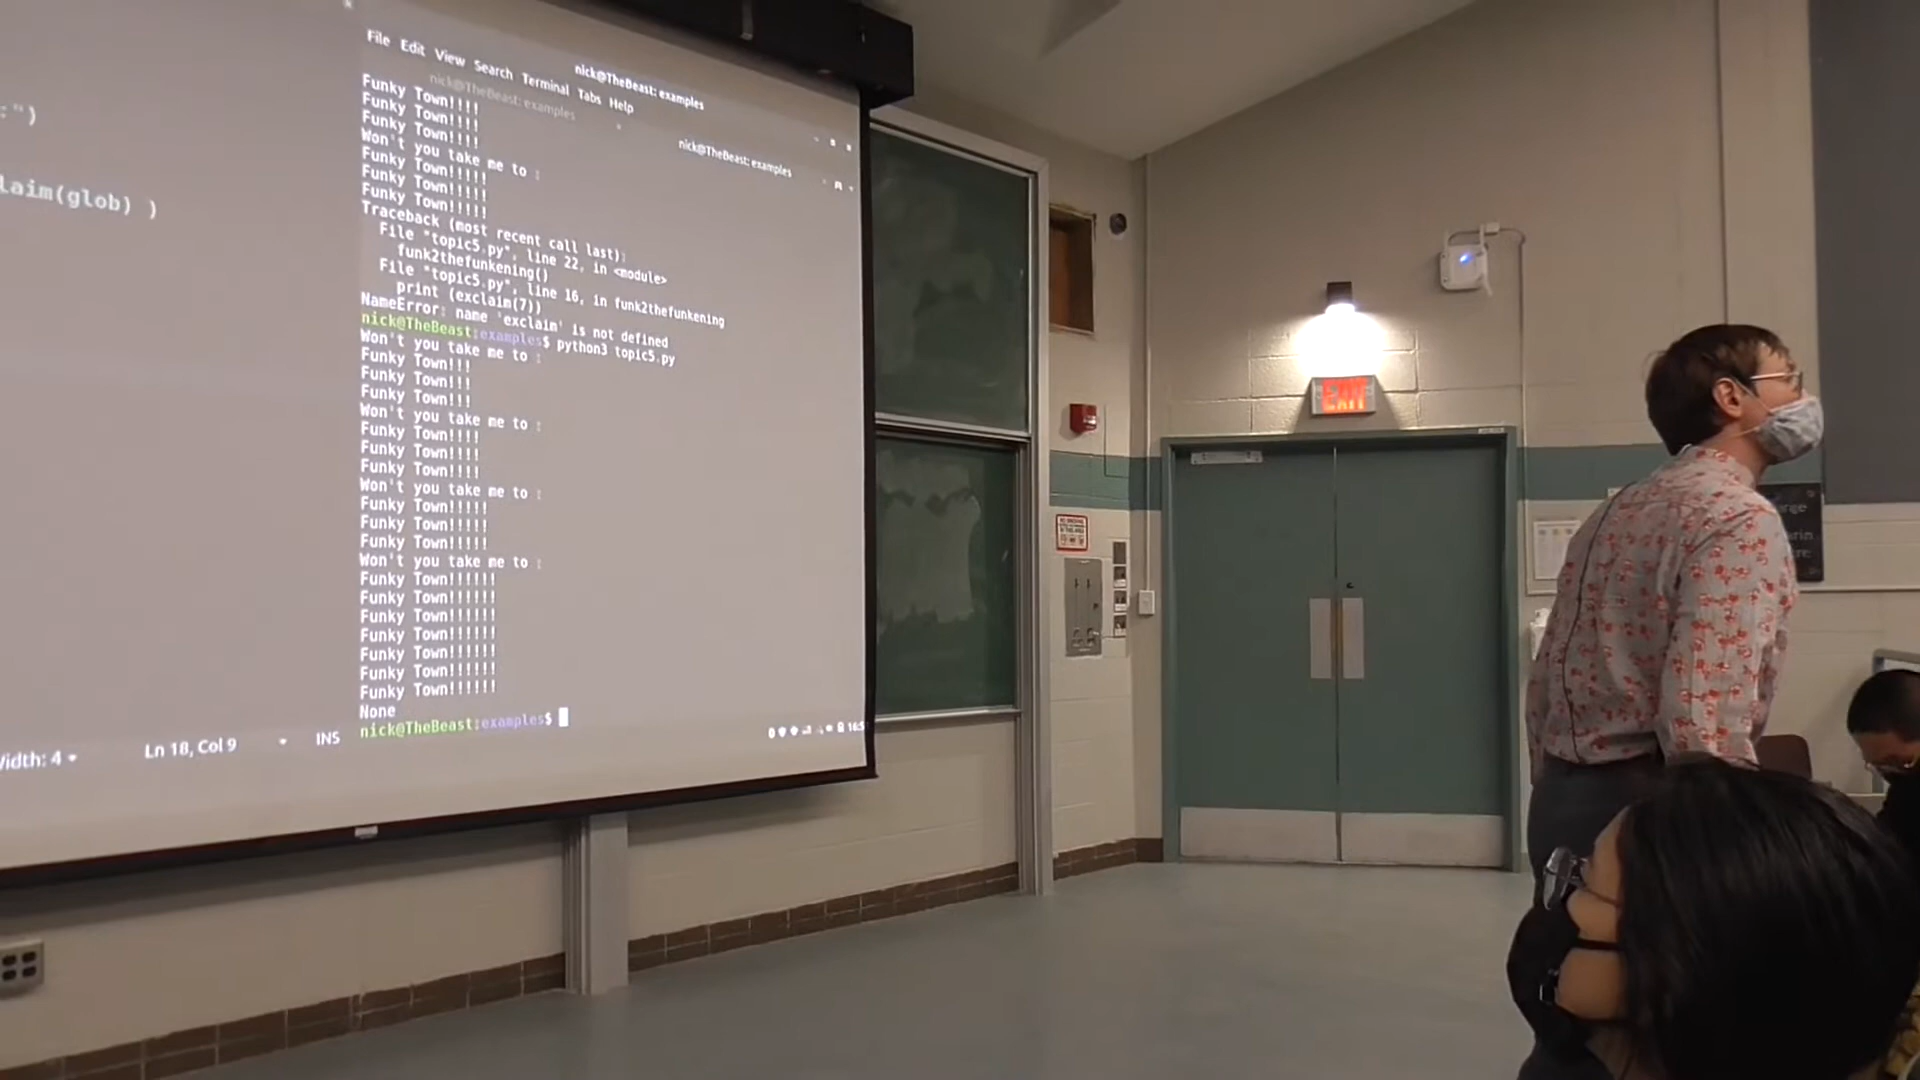 :")
laim(glob) )
Width: 4
Ln 18, Col 9
INS
nick@TheBeast: examples
File Edit View Search Terminal Tabs Help
nick@TheBeast: examples
nick@TheBeast: examples
Funky Town!!!!
Funky Town!!!!
Funky Town!!!!
Won't you take me to :
Funky Town!!!!!
Funky Town!!!!!
Funky Town!!!!!
Traceback (most recent call last):
File "topic5.py", line 22, in <module>
funk2thefunkening()
File "topic5.py", line 16, in funk2thefunkening
print (exclaim(7))
NameError: name 'exclaim' is not defined
nick@TheBeast:examples$ python3 topic5.py
Won't you take me to :
Funky Town!!!
Funky Town!!!
Funky Town!!!
Won't you take me to :
Funky Town!!!!
Funky Town!!!!
Funky Town!!!!
Won't you take me to :
Funky Town!!!!!
Funky Town!!!!!
Funky Town!!!!!
Won't you take me to :
Funky Town!!!!!!
Funky Town!!!!!!
Funky Town!!!!!!
Funky Town!!!!!!
Funky Town!!!!!!
Funky Town!!!!!!
Funky Town!!!!!!
None
nick@TheBeast:examples$
EXIT